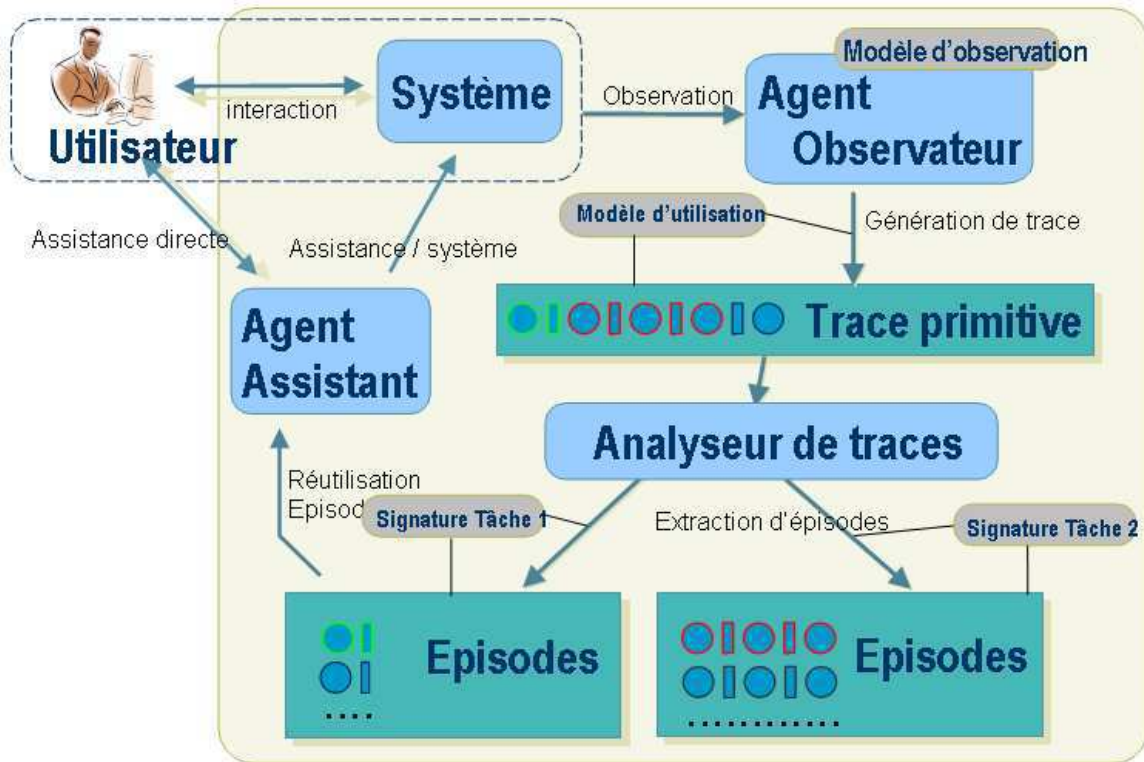 Modèle d'observation
Système
Agent
Observateur
Observation
interaction
Utilisateur
Modèle d'utilisation
Génération de trace
Assistance directe
Assistance / système
Agent
Assistant
Trace primitive
Analyseur de traces
Réutilisation
Signature Tâche 1
Extraction d'épisodes
Signature Tâche 2
Episodes
Episodes